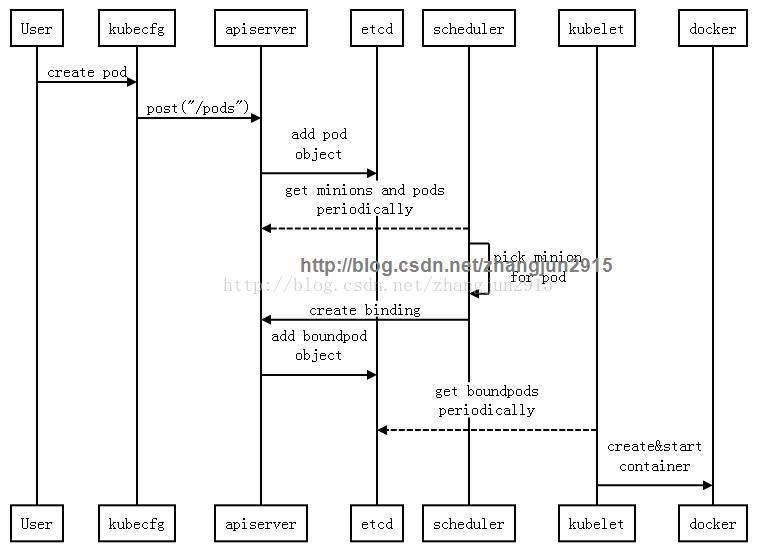 User kubecfg apiserver etcd scheduler kubelet docker
create pod
post("/pods")
add pod
object
get minions and pods
periodically
pick minion
for pod
http://blog.csdn.net/zhangjun2915
http://blog.csdn.net/zhangjun2915
create binding
add boundpod
object
get boundpods
periodically
create&start
container
User kubecfg apiserver etcd scheduler kubelet docker